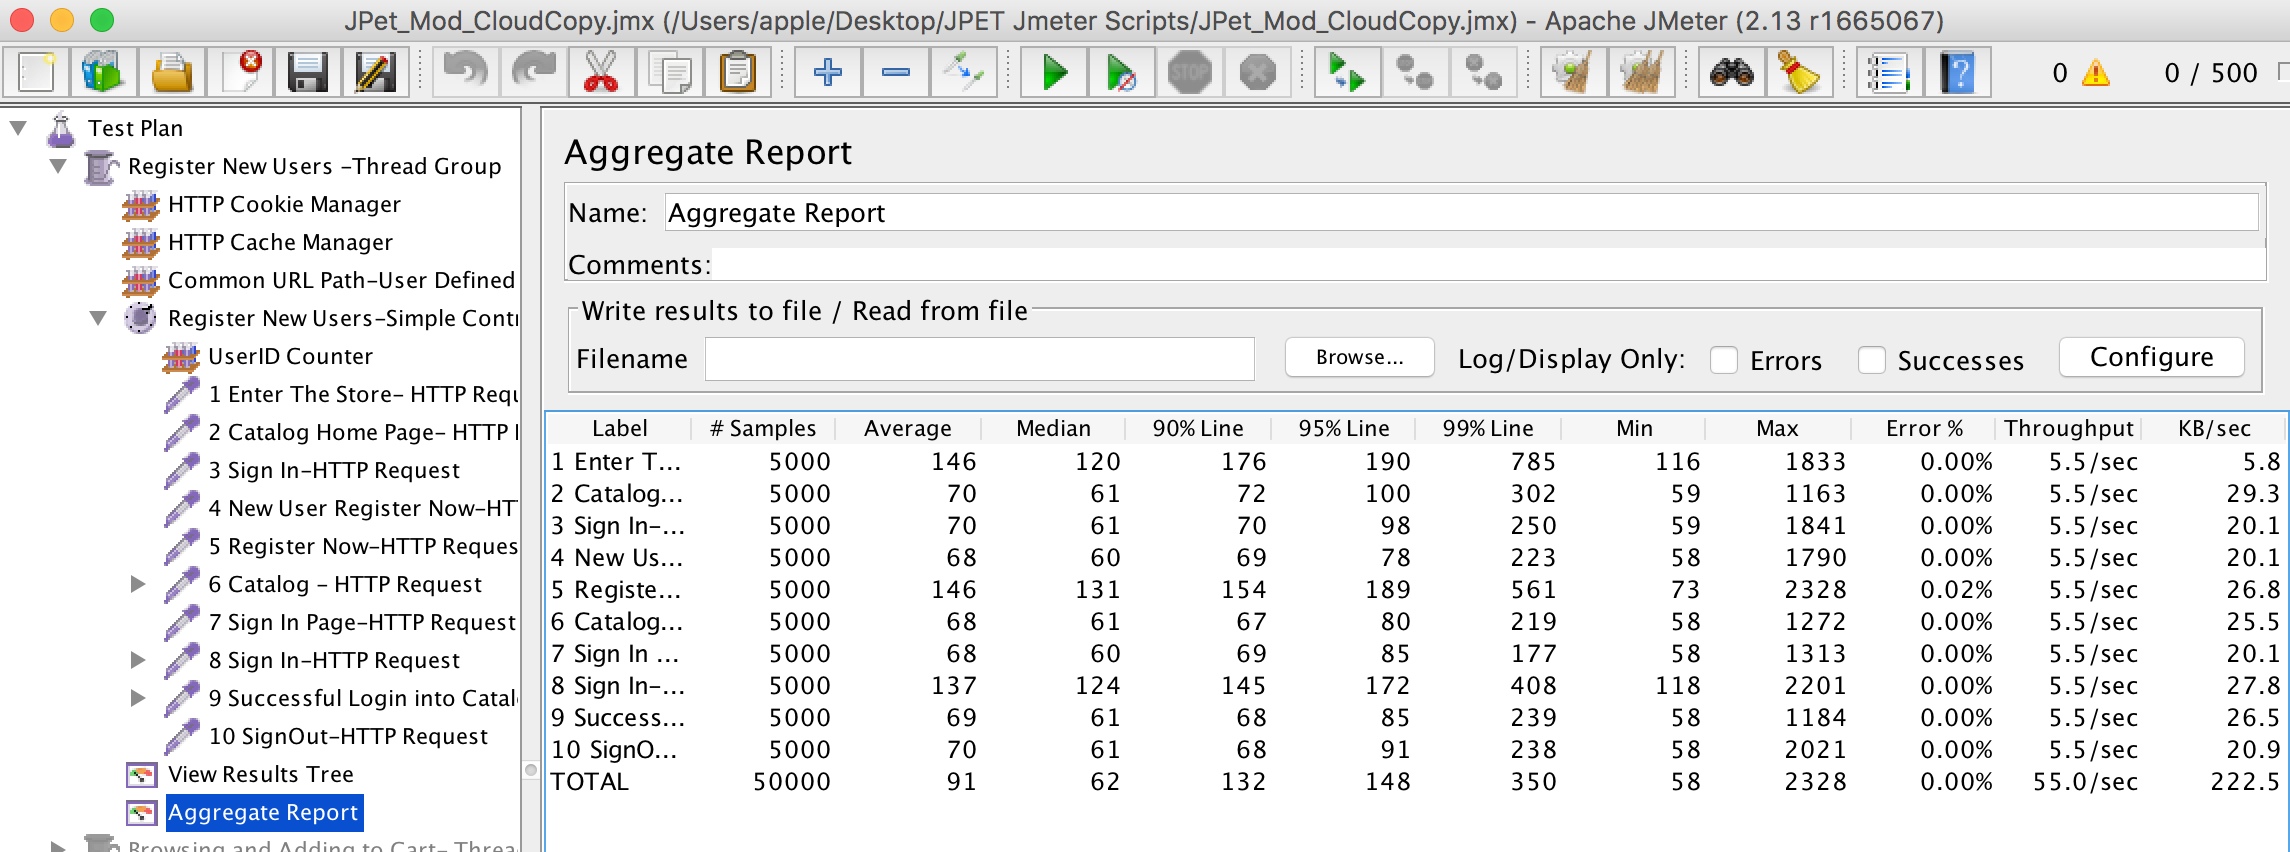 JPet_Mod_CloudCopy.jmx (/Users/apple/Desktop/JPET Jmeter Scripts/JPet_Mod_CloudCopy.jmx) - Apache JMeter (2.13 r1665067)
STOP
0 0 / 500
Test Plan
Register New Users -Thread Group
HTTP Cookie Manager
HTTP Cache Manager
Common URL Path-User Defined
Register New Users-Simple Contr
UserID Counter
1 Enter The Store- HTTP Requ
2 Catalog Home Page- HTTP
3 Sign In-HTTP Request
4 New User Register Now-HT
5 Register Now-HTTP Reques
6 Catalog - HTTP Request
7 Sign In Page-HTTP Request
8 Sign In-HTTP Request
9 Successful Login into Catal
10 SignOut-HTTP Request
View Results Tree
Aggregate Report
Browsing and Adding to Cart- Threa
Aggregate Report
Name: Aggregate Report
Comments:
Write results to file / Read from file
Filename Browse... Log/Display Only: Errors Successes Configure
Label # Samples Average Median 90% Line 95% Line 99% Line Min Max Error % Throughput KB/sec
1 Enter T... 5000 146 120 176 190 785 116 1833 0.00% 5.5/sec 5.8
2 Catalog... 5000 70 61 72 100 302 59 1163 0.00% 5.5/sec 29.3
3 Sign In-... 5000 70 61 70 98 250 59 1841 0.00% 5.5/sec 20.1
4 New Us... 5000 68 60 69 78 223 58 1790 0.00% 5.5/sec 20.1
5 Registe... 5000 146 131 154 189 561 73 2328 0.02% 5.5/sec 26.8
6 Catalog... 5000 68 61 67 80 219 58 1272 0.00% 5.5/sec 25.5
7 Sign In ... 5000 68 60 69 85 177 58 1313 0.00% 5.5/sec 20.1
8 Sign In-... 5000 137 124 145 172 408 118 2201 0.00% 5.5/sec 27.8
9 Success... 5000 69 61 68 85 239 58 1184 0.00% 5.5/sec 26.5
10 SignO... 5000 70 61 68 91 238 58 2021 0.00% 5.5/sec 20.9
TOTAL 50000 91 62 132 148 350 58 2328 0.00% 55.0/sec 222.5